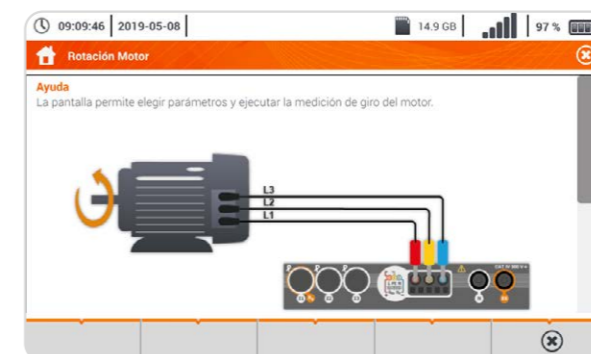 09:09:46 2019-05-08 14.9 GB 97 %
Rotación Motor
Ayuda
La pantalla permite elegir parámetros y ejecutar la medición de giro del motor.
L3
L2
L1